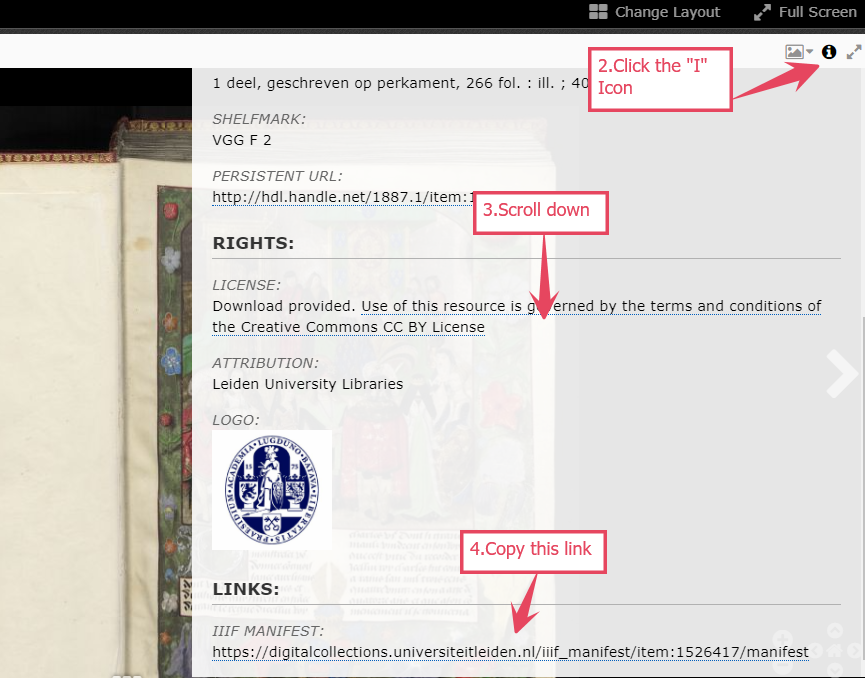 Change Layout
Full Screen
2.Click the "I"
Icon
1 deel, geschreven op perkament, 266 fol. : ill. ; 40
SHELFMARK:
VGG F 2
PERSISTENT URL:
http://hdl.handle.net/1887.1/item:1
3.Scroll down
RIGHTS:
LICENSE:
Download provided. Use of this resource is governed by the terms and conditions of
the Creative Commons CC BY License
ATTRIBUTION:
Leiden University Libraries
LOGO:
ACADEMIA LUGDUNO BATAVA LIBERTATIS PRAESIDIUM
4.Copy this link
LINKS:
IIIF MANIFEST:
https://digitalcollections.universiteitleiden.nl/iiif_manifest/item:1526417/manifest